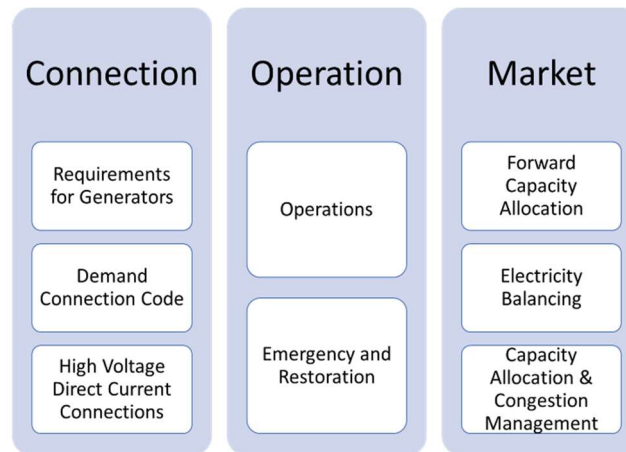 Connection
Requirements
for Generators
Demand
Connection Code
High Voltage
Direct Current
Connections
Operation
Operations
Emergency and
Restoration
Market
Forward
Capacity
Allocation
Electricity
Balancing
Capacity
Allocation &
Congestion
Management